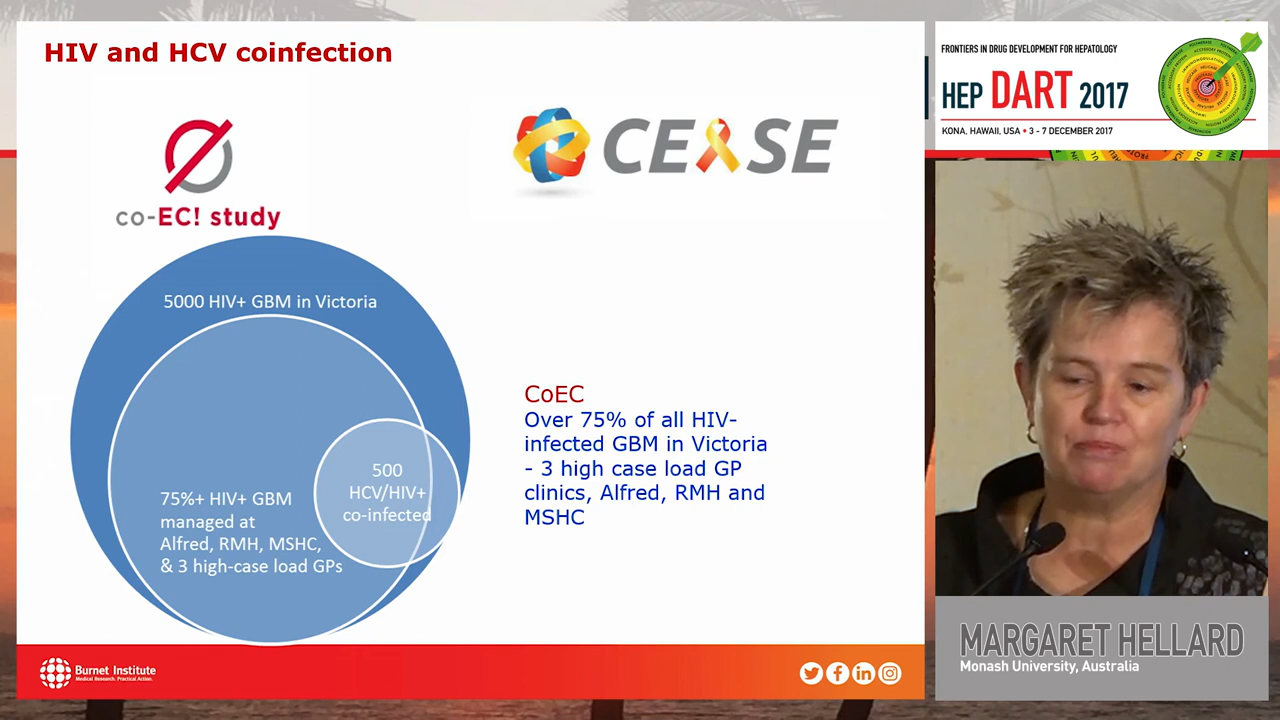 HIV and HCV coinfection
co-EC! study
CEASE
5000 HIV+ GBM in Victoria
500
HCV/HIV+
co-infected
75%+ HIV+ GBM
managed at
Alfred, RMH, MSHC,
& 3 high-case load GPs
CoEC
Over 75% of all HIV-
infected GBM in Victoria
- 3 high case load GP
clinics, Alfred, RMH and
MSHC
Burnet Institute
Medical Research. Practical Action.
FRONTIERS IN DRUG DEVELOPMENT FOR HEPATOLOGY
HEP DART 2017
KONA, HAWAII, USA • 3 - 7 DECEMBER 2017
MARGARET HELLARD
Monash University, Australia